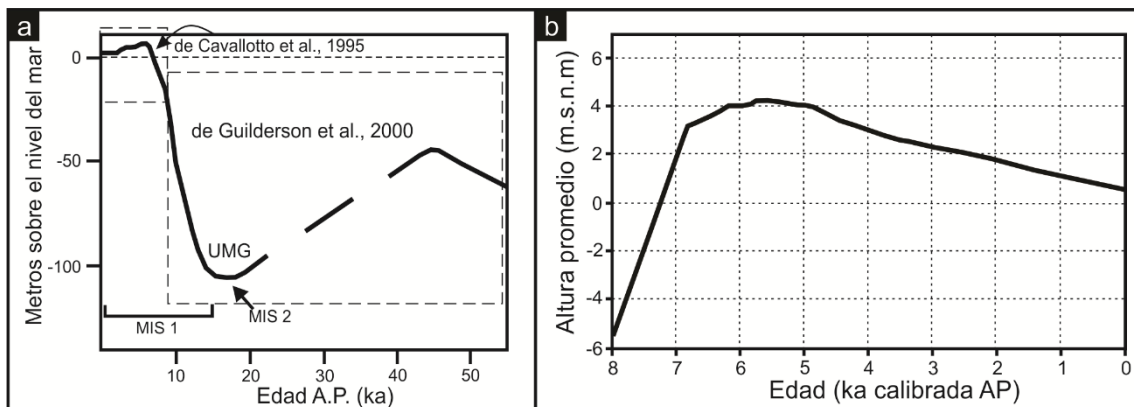 a
de Cavallotto et al., 1995
Metros sobre el nivel del mar
0
-50
-100
de Guilderson et al., 2000
UMG
MIS 1
MIS 2
10
20
30
40
50
Edad A.P. (ka)
b
Altura promedio (m.s.n.m)
6
4
2
0
-2
-4
-6
8
7
6
5
4
3
2
1
0
Edad (ka calibrada AP)